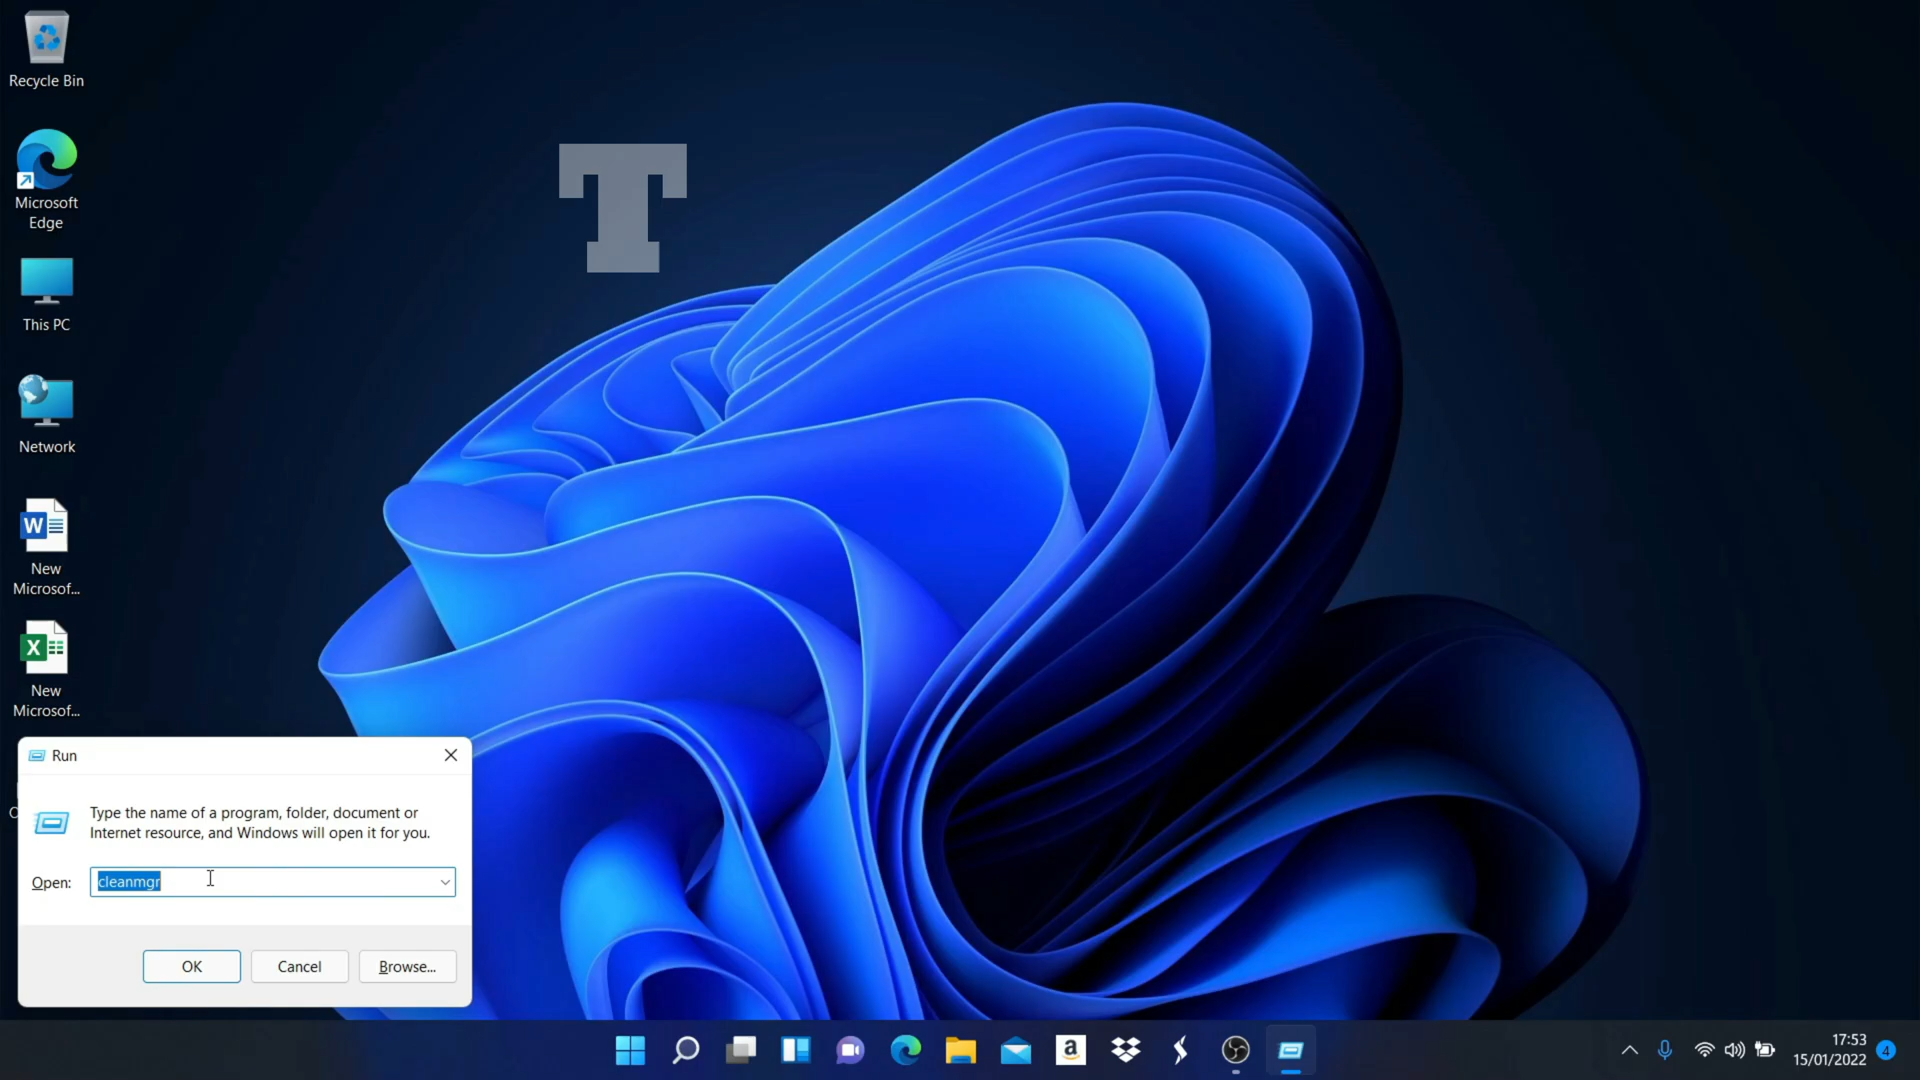 Recycle Bin
Microsoft
Edge
This PC
Network
W
New
Microsof...
X
New
Microsof...
T
Run
Type the name of a program, folder, document or
Internet resource, and Windows will open it for you.
Open: cleanmgr
OK Cancel Browse...
a
17:53
15/01/2022
4